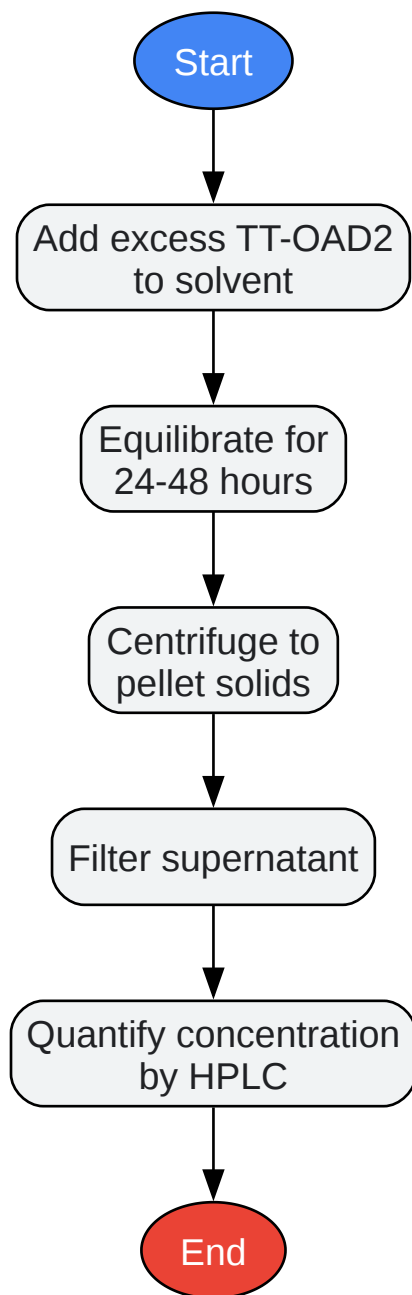 Start
Add excess TT-OAD2
to solvent
Equilibrate for
24-48 hours
Centrifuge to
pellet solids
Filter supernatant
Quantify concentration
by HPLC
End